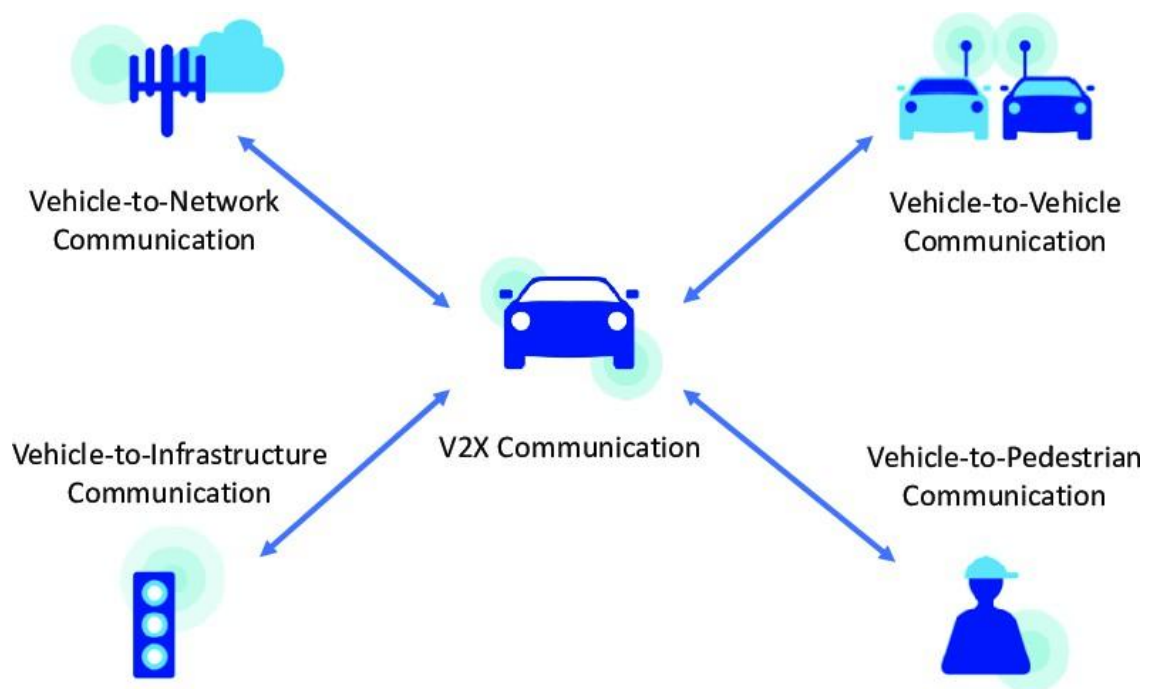 Vehicle-to-Network
Communication
Vehicle-to-Vehicle
Communication
V2X Communication
Vehicle-to-Infrastructure
Communication
Vehicle-to-Pedestrian
Communication